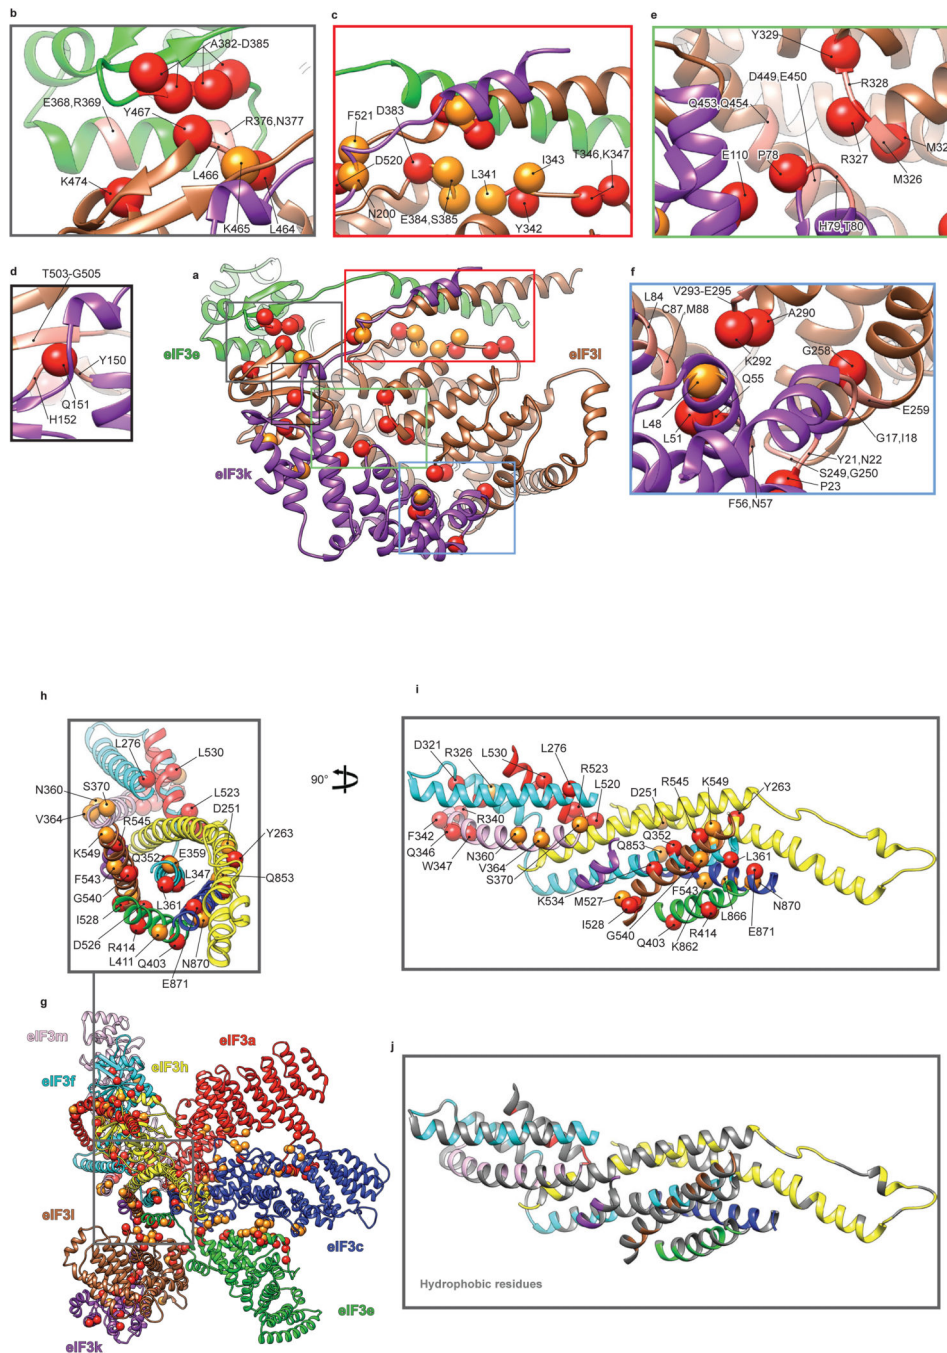 b
A382-D385
E368,R369
Y467
R376,N377
L466
K474
K465
L464
c
F521
D383
D520
I343
T346,K347
L341
N200
E384,S385
Y342
e
Y329
D449,E450
R328
Q453,Q454
E110
P78
R327
M326
H79,T80
d
T503-G505
Y150
Q151
H152
a
eIF3e
eIF3l
eIF3k
f
L84
V293-E295
C87,M88
A290
K292
G258
Q55
E259
L48
L51
G17,I18
Y21,N22
S249,G250
P23
F56,N57
h
L276
L530
N360
S370
V364
L523
R545
D251
K549
Q352
E359
Y263
F543
L347
Q853
G540
L361
I528
D526
R414
L411
Q403
N870
E871
90°
i
D321
R326
L530
L276
R523
L520
R545
K549
Y263
D251
R340
Q352
F342
Q346
W347
N360
V364
S370
Q853
L361
K534
M527
I528
G540
F543
L866
N870
Q403
R414
K862
E871
g
eIF3m
eIF3a
eIF3f
eIF3h
eIF3l
eIF3c
eIF3e
eIF3k
j
Hydrophobic residues